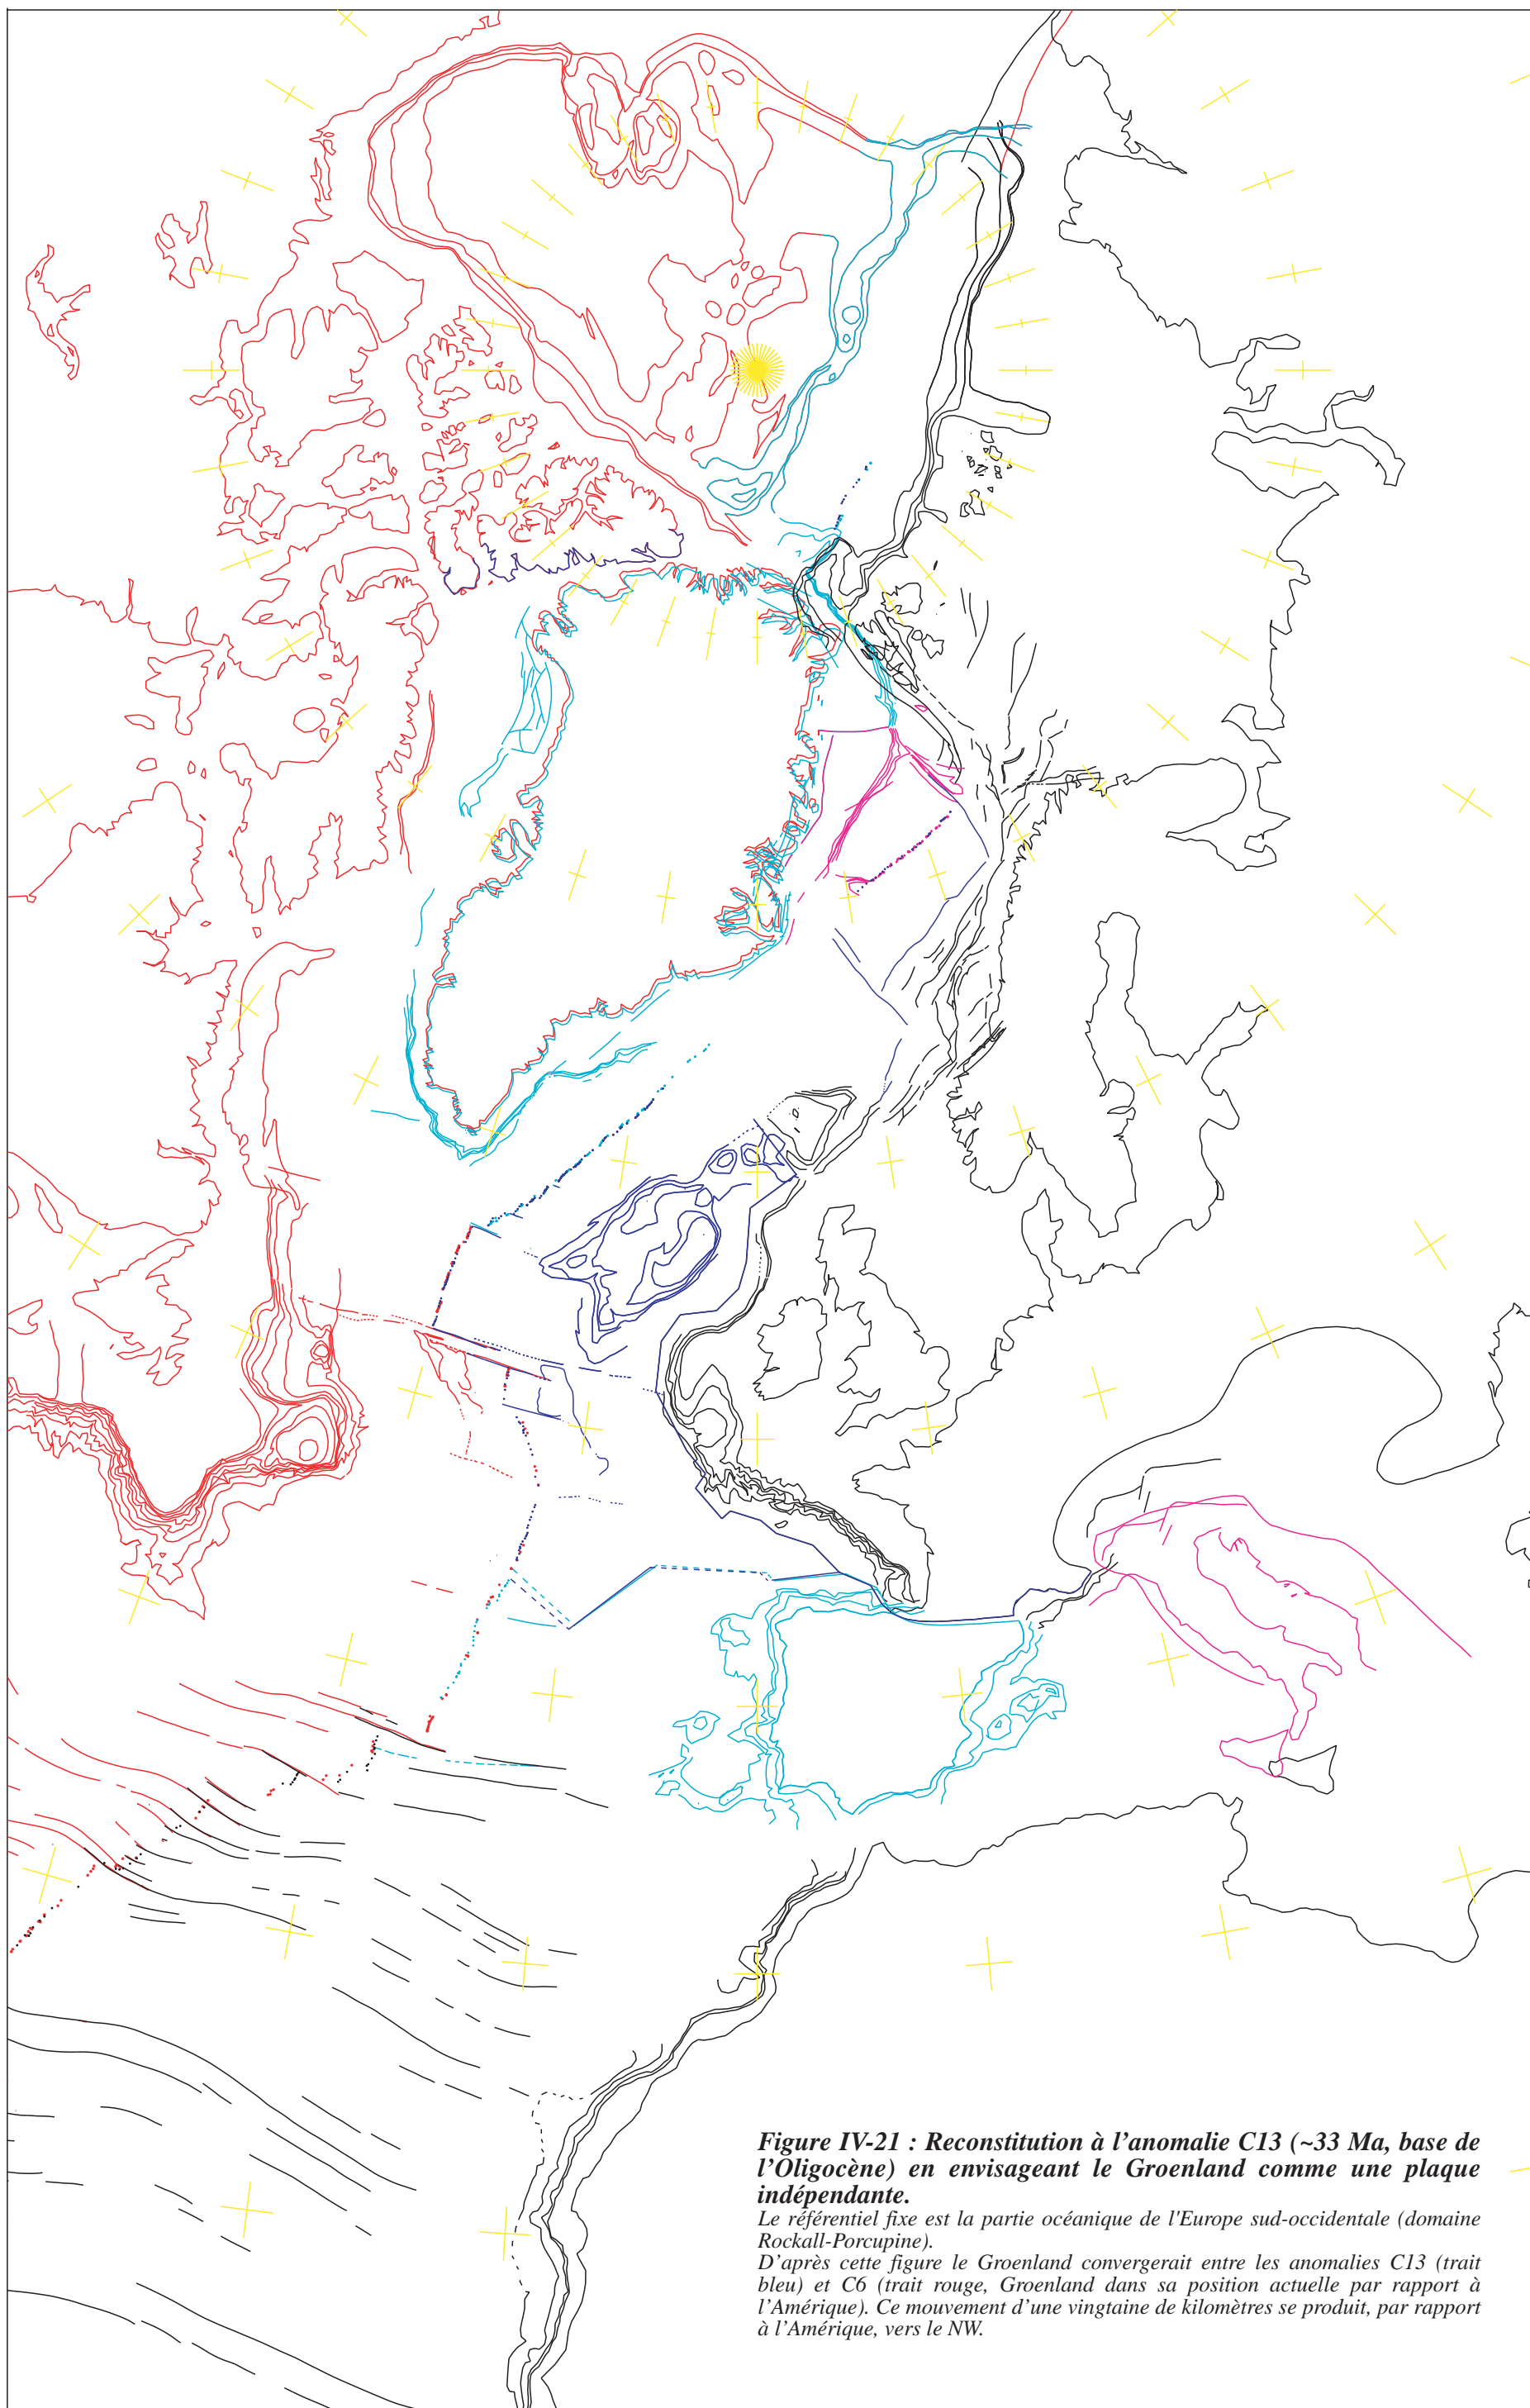 Figure IV-21 : Reconstitution à l’anomalie C13 (~33 Ma, base de
l’Oligocène) en envisageant le Groenland comme une plaque
indépendante.
Le référentiel fixe est la partie océanique de l'Europe sud-occidentale (domaine
Rockall-Porcupine).
D’après cette figure le Groenland convergerait entre les anomalies C13 (trait
bleu) et C6 (trait rouge, Groenland dans sa position actuelle par rapport à
l’Amérique). Ce mouvement d’une vingtaine de kilomètres se produit, par rapport
à l’Amérique, vers le NW.